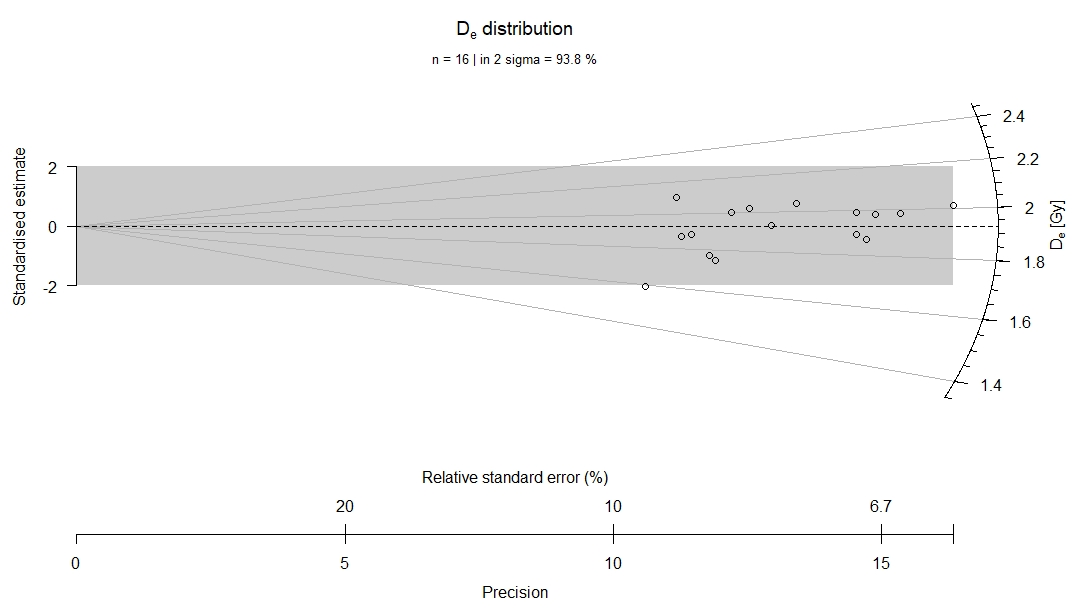 De distribution
n = 16 | in 2 sigma = 93.8 %
Standardised estimate
2
0
-2
2.4
2.2
2
1.8
1.6
1.4
De [Gy]
Relative standard error (%)
20 10 6.7
0 5 10 15
Precision